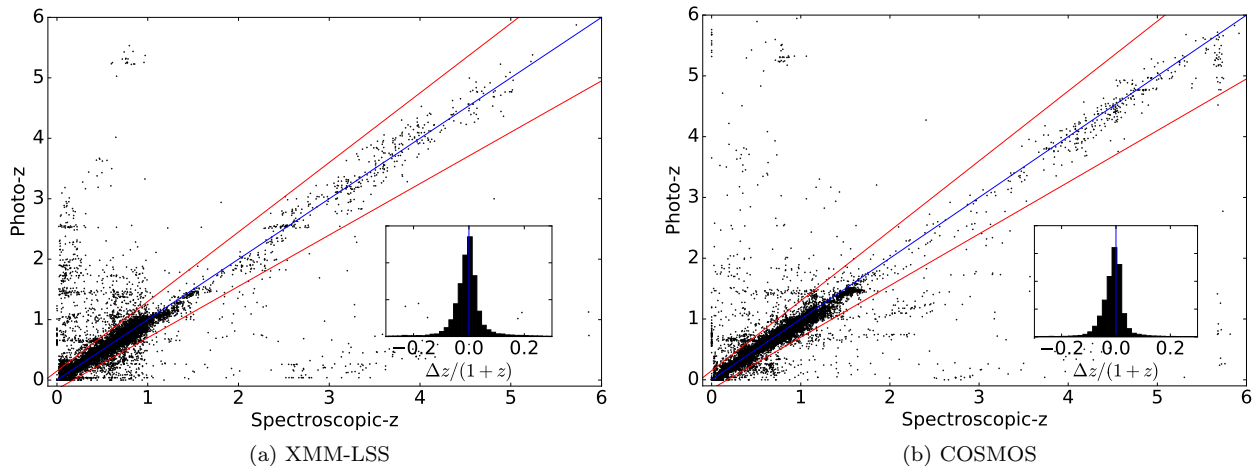 6
5
4
3
2
1
0
Photo-z
0 1 2 3 4 5 6
Spectroscopic-z
−0.2 0.0 0.2
Δz/(1 + z)
(a) XMM-LSS
6
5
4
3
2
1
0
Photo-z
0 1 2 3 4 5 6
Spectroscopic-z
−0.2 0.0 0.2
Δz/(1 + z)
(b) COSMOS